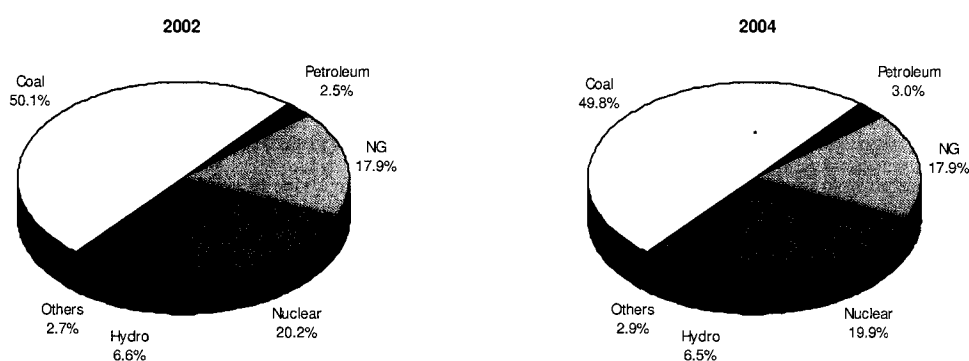 2002
Coal
50.1%
Petroleum
2.5%
NG
17.9%
Nuclear
20.2%
Hydro
6.6%
Others
2.7%
2004
Coal
49.8%
Petroleum
3.0%
NG
17.9%
Nuclear
19.9%
Hydro
6.5%
Others
2.9%